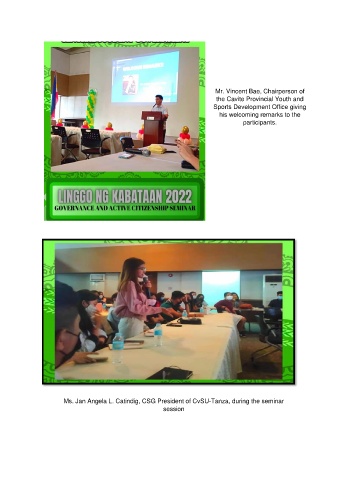 Mr. Vincent Bae, Chairperson of
the Cavite Provincial Youth and
Sports Development Office giving
his welcoming remarks to the
participants.
LINGGO NG KABATAAN 2022
GOVERNANCE AND ACTIVE CITIZENSHIP SEMINAR
Ms. Jan Angela L. Catindig, CSG President of CvSU-Tanza, during the seminar
session